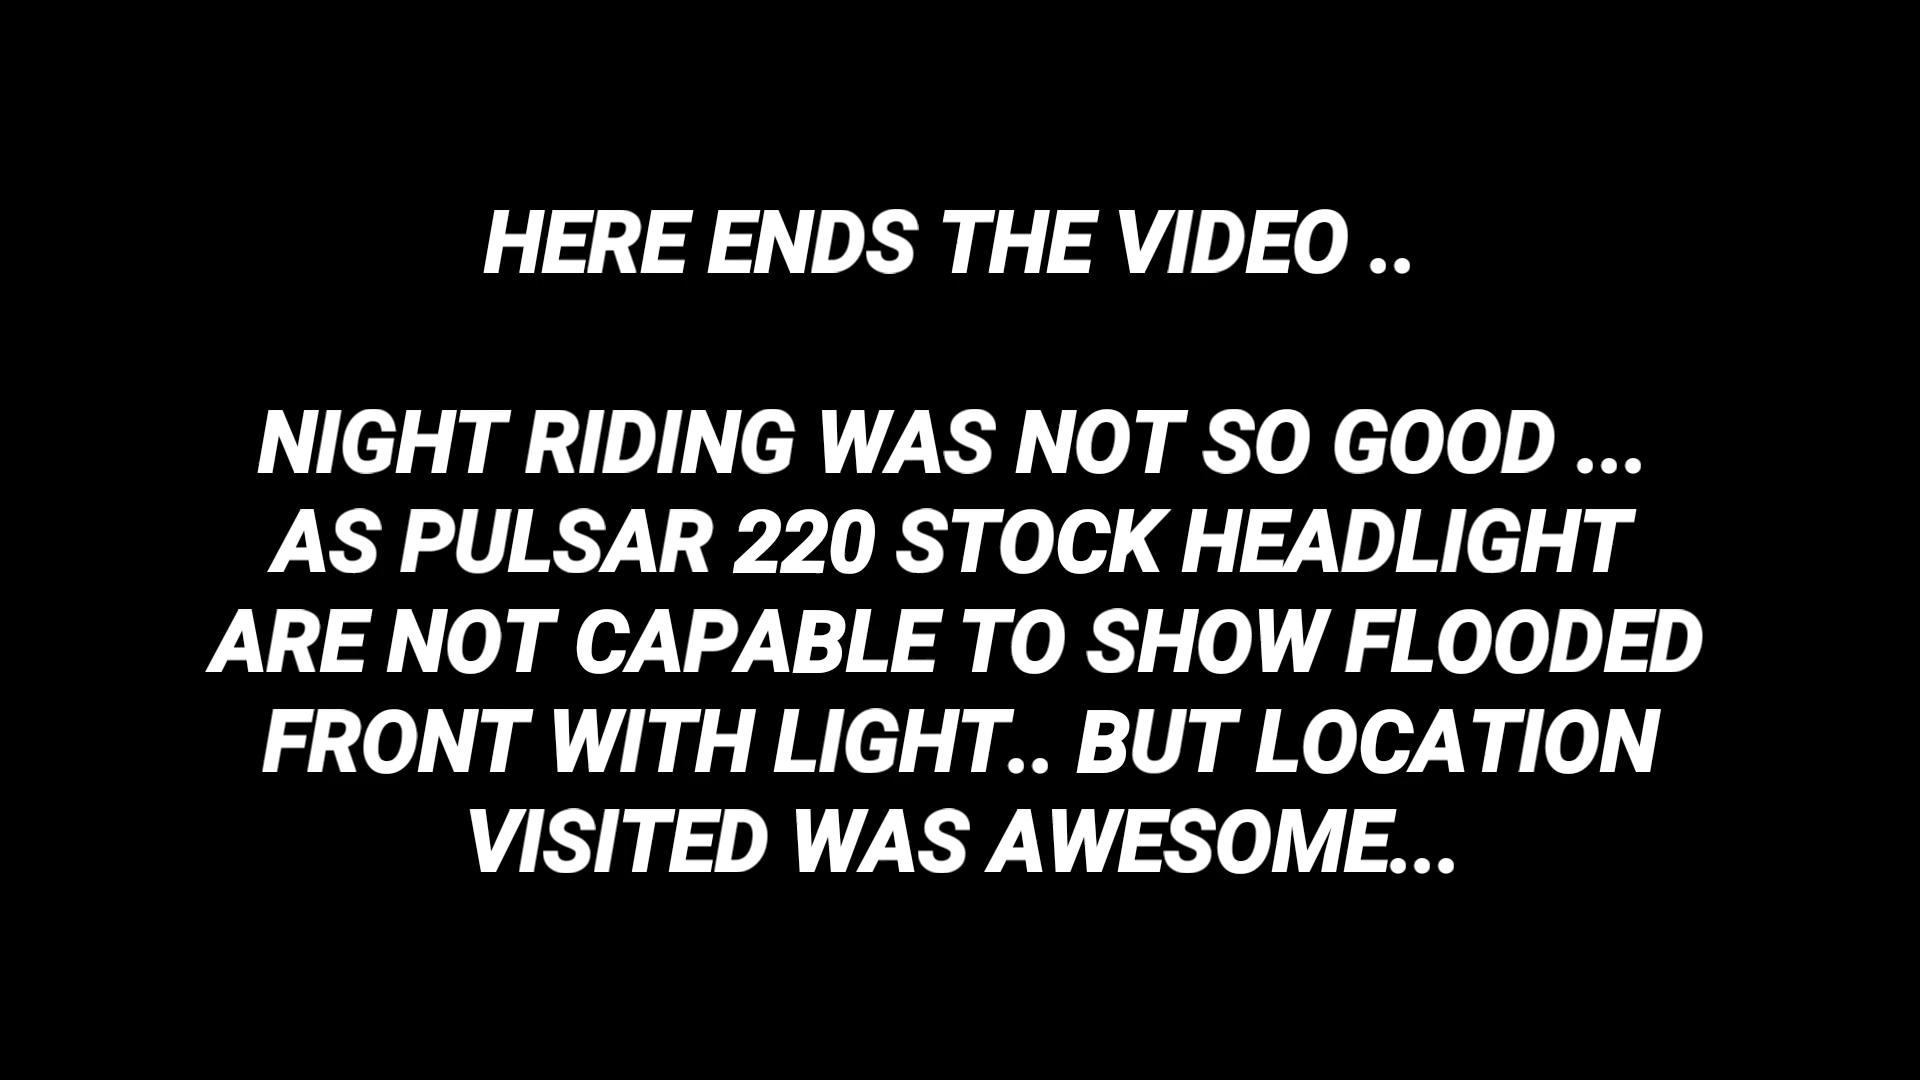 HERE ENDS THE VIDEO ..
NIGHT RIDING WAS NOT SO GOOD ...
AS PULSAR 220 STOCK HEADLIGHT
ARE NOT CAPABLE TO SHOW FLOODED
FRONT WITH LIGHT.. BUT LOCATION
VISITED WAS AWESOME...